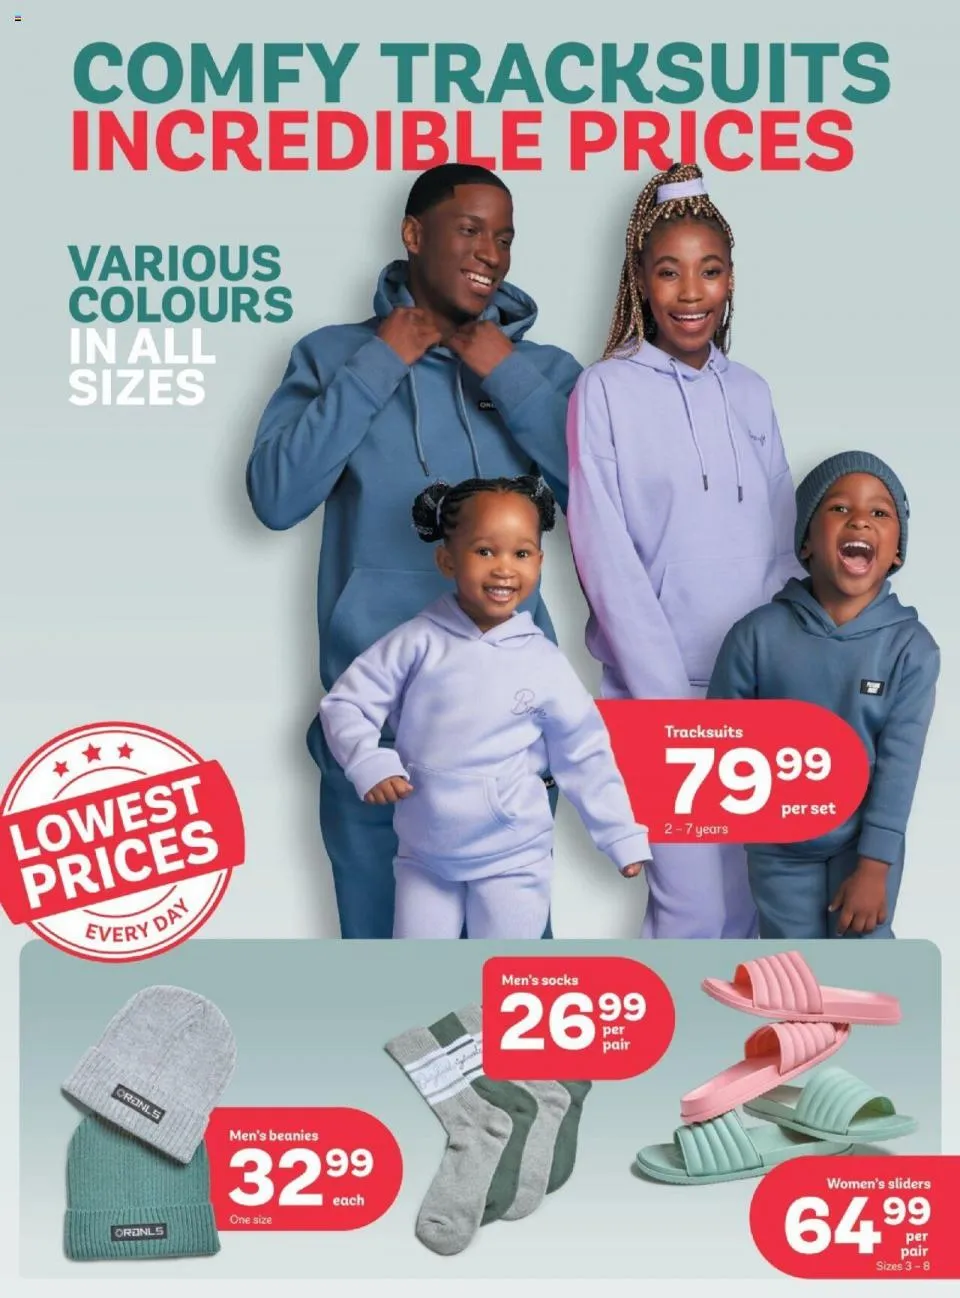 COMFY TRACKSUITS
INCREDIBLE PRICES
VARIOUS
COLOURS
IN ALL
SIZES
Tracksuits
79 99
per set
2 – 7 years
LOWEST
PRICES
EVERY DAY
Men's socks
26 99
per
pair
Men's beanies
32 99
each
One size
ORGNLS
ORGNLS
Women's sliders
64 99
per
pair
Sizes 3 – 8